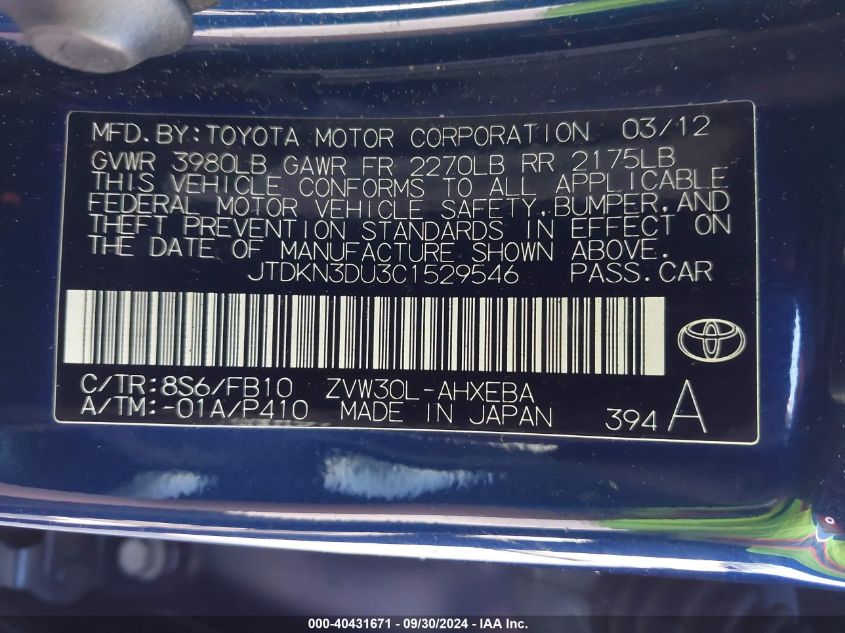 MFD.BY:TOYOTA MOTOR CORPORATION 03/12
GVWR 3980LB GAWR FR 2270LB RR 2175LB
THIS VEHICLE CONFORMS TO ALL APPLICABLE
FEDERAL MOTOR VEHICLE SAFETY,BUMPER,AND
THEFT PREVENTION STANDARDS IN EFFECT ON
THE DATE OF MANUFACTURE SHOWN ABOVE.
JTDKN3DU3C1529546 PASS.CAR
C/TR:8S6/FB10 ZVW30L-AHXEBA
A/TM:-01A/P410 MADE IN JAPAN 394 A
000-40431671 - 09/30/2024 - IAA Inc.